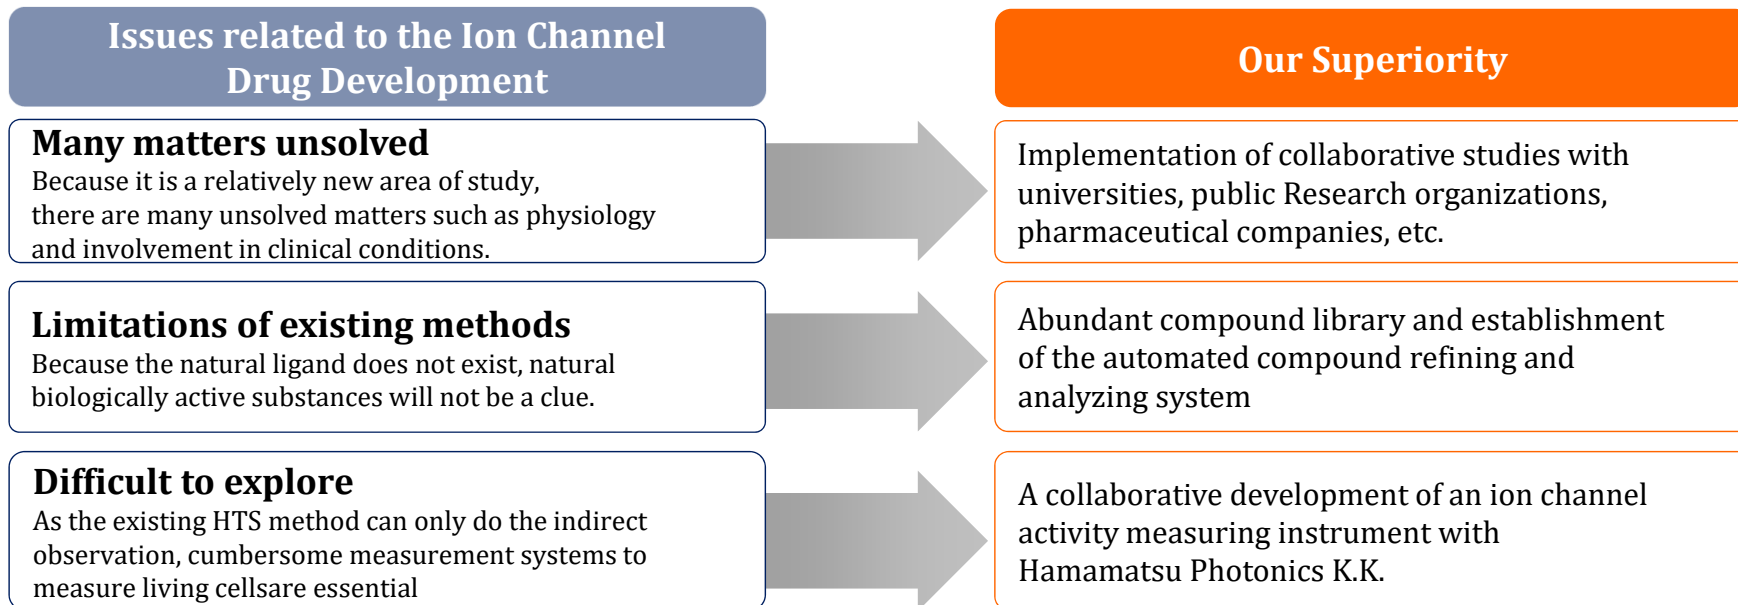 Issues related to the Ion Channel
Drug Development
Our Superiority
Many matters unsolved
Because it is a relatively new area of study,
there are many unsolved matters such as physiology
and involvement in clinical conditions.
Implementation of collaborative studies with
universities, public Research organizations,
pharmaceutical companies, etc.
Limitations of existing methods
Because the natural ligand does not exist, natural
biologically active substances will not be a clue.
Abundant compound library and establishment
of the automated compound refining and
analyzing system
Difficult to explore
As the existing HTS method can only do the indirect
observation, cumbersome measurement systems to
measure living cellsare essential
A collaborative development of an ion channel
activity measuring instrument with
Hamamatsu Photonics K.K.